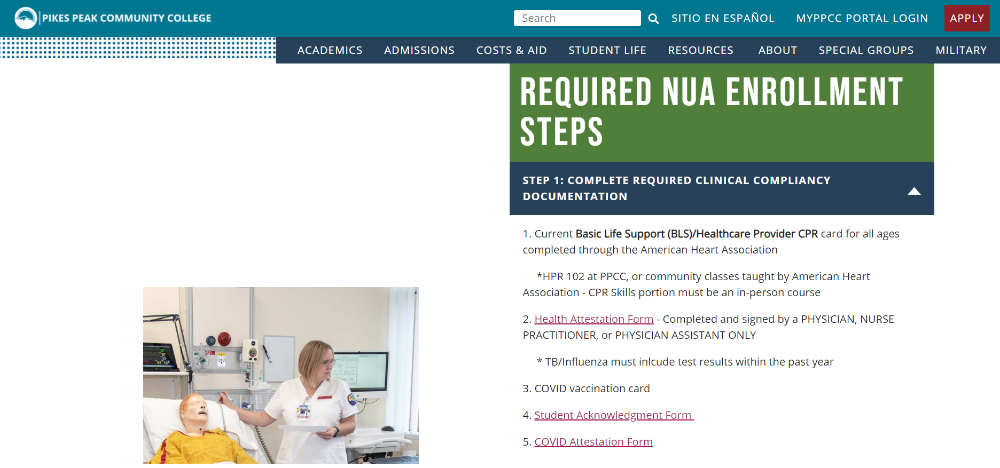 PIKES PEAK COMMUNITY COLLEGE
Search
SITIO EN ESPAÑOL
MYPPCC PORTAL LOGIN
APPLY
ACADEMICS
ADMISSIONS
COSTS & AID
STUDENT LIFE
RESOURCES
ABOUT
SPECIAL GROUPS
MILITARY
REQUIRED NUA ENROLLMENT
STEPS
STEP 1: COMPLETE REQUIRED CLINICAL COMPLIANCY
DOCUMENTATION
1. Current Basic Life Support (BLS)/Healthcare Provider CPR card for all ages
completed through the American Heart Association
*HPR 102 at PPCC, or community classes taught by American Heart
Association - CPR Skills portion must be an in-person course
2. Health Attestation Form - Completed and signed by a PHYSICIAN, NURSE
PRACTITIONER, or PHYSICIAN ASSISTANT ONLY
* TB/Influenza must inlcude test results within the past year
3. COVID vaccination card
4. Student Acknowledgment Form
5. COVID Attestation Form
97
97
97